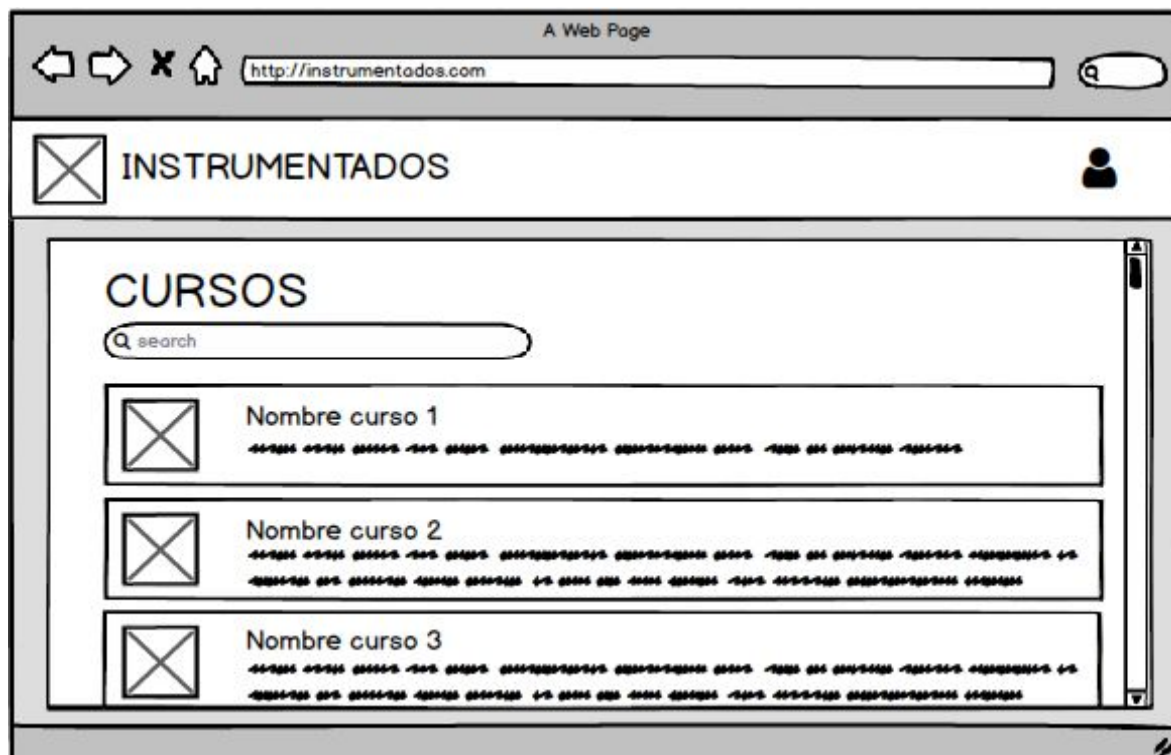 A Web Page
http://instrumentados.com
INSTRUMENTADOS
CURSOS
search
Nombre curso 1
Nombre curso 2
Nombre curso 3